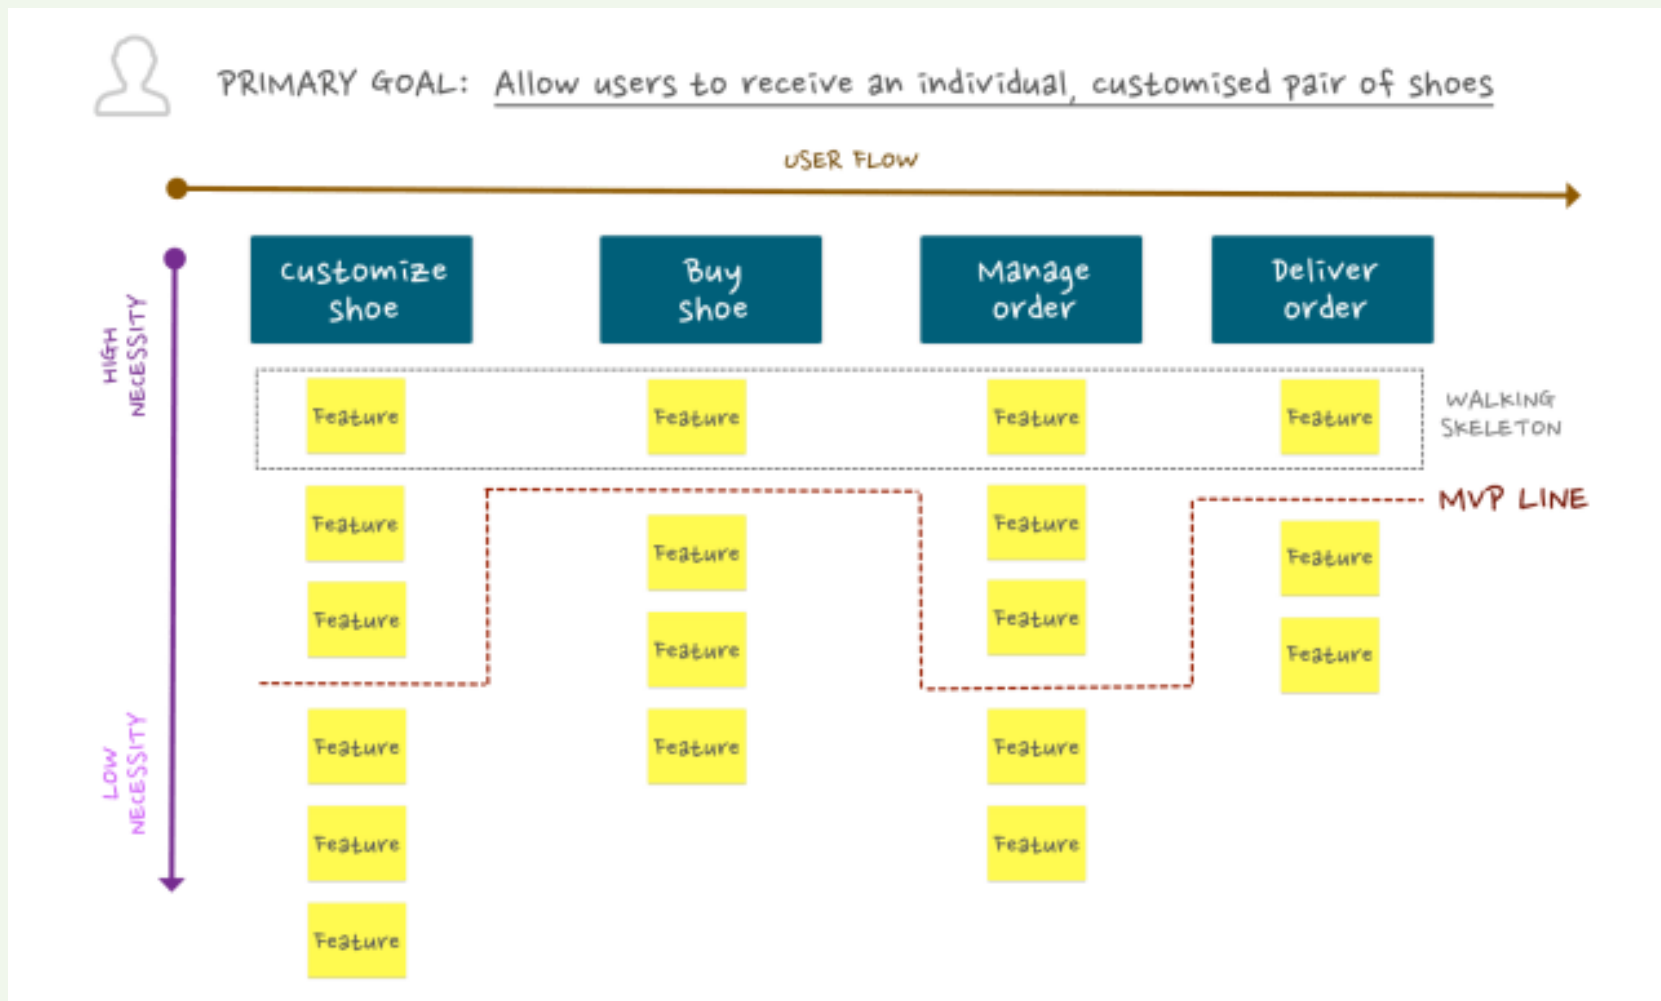 PRIMARY GOAL: Allow users to receive an individual, customised pair of shoes
USER FLOW
HIGH
NECESSITY
LOW
NECESSITY
Customize
shoe
Buy
shoe
Manage
order
Deliver
order
Feature
Feature
Feature
Feature
WALKING
SKELETON
MVP LINE
Feature
Feature
Feature
Feature
Feature
Feature
Feature
Feature
Feature
Feature
Feature
Feature
Feature
Feature